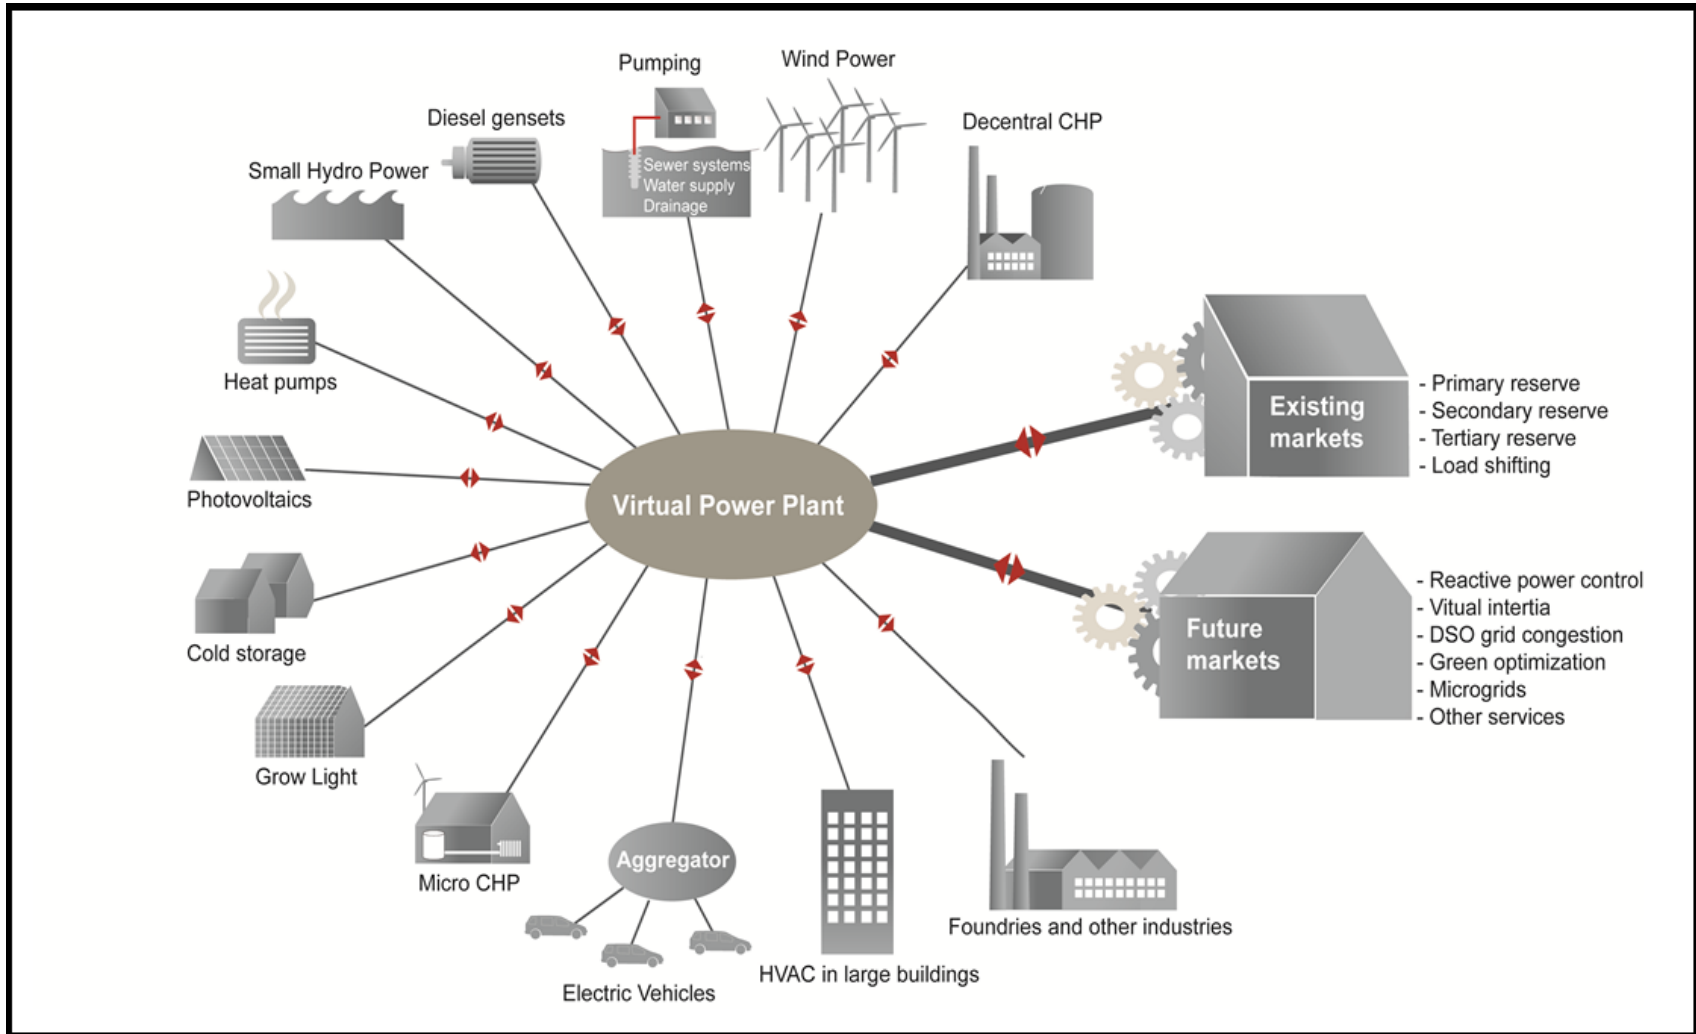 Pumping
Wind Power
Diesel gensets
Decentral CHP
Small Hydro Power
Sewer systems
Water supply
Drainage
Heat pumps
Existing
markets
- Primary reserve
- Secondary reserve
- Tertiary reserve
- Load shifting
Photovoltaics
Virtual Power Plant
Future
markets
- Reactive power control
- Vitual intertia
- DSO grid congestion
- Green optimization
- Microgrids
- Other services
Cold storage
Grow Light
Micro CHP
Aggregator
Electric Vehicles
HVAC in large buildings
Foundries and other industries